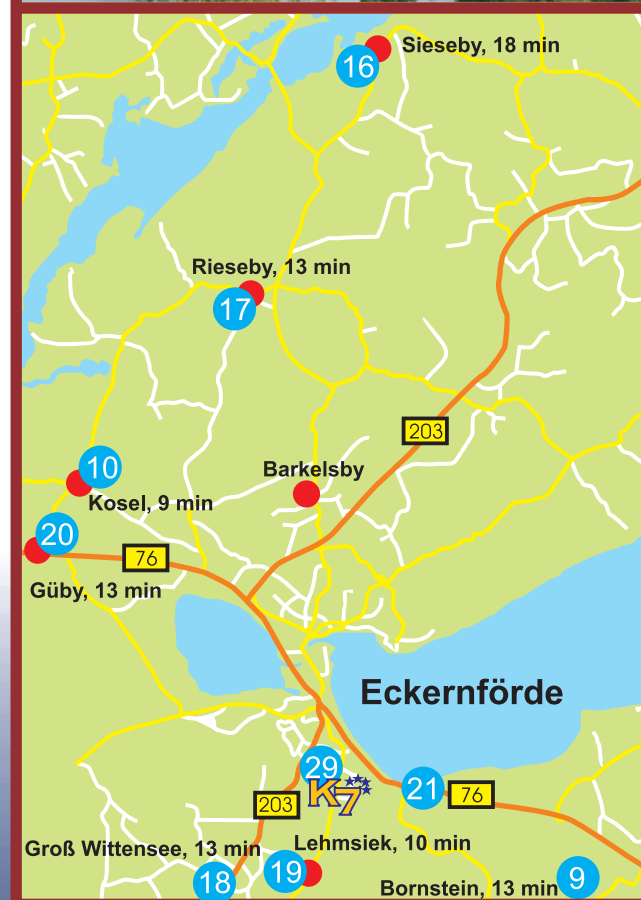 Sieseby, 18 min
16
Rieseby, 13 min
17
203
10
Barkelsby
Kosel, 9 min
20
76
Güby, 13 min
Eckernförde
29
K7
21
76
203
Groß Wittensee, 13 min
Lehmsiek, 10 min
19
18
Bornstein, 13 min
9